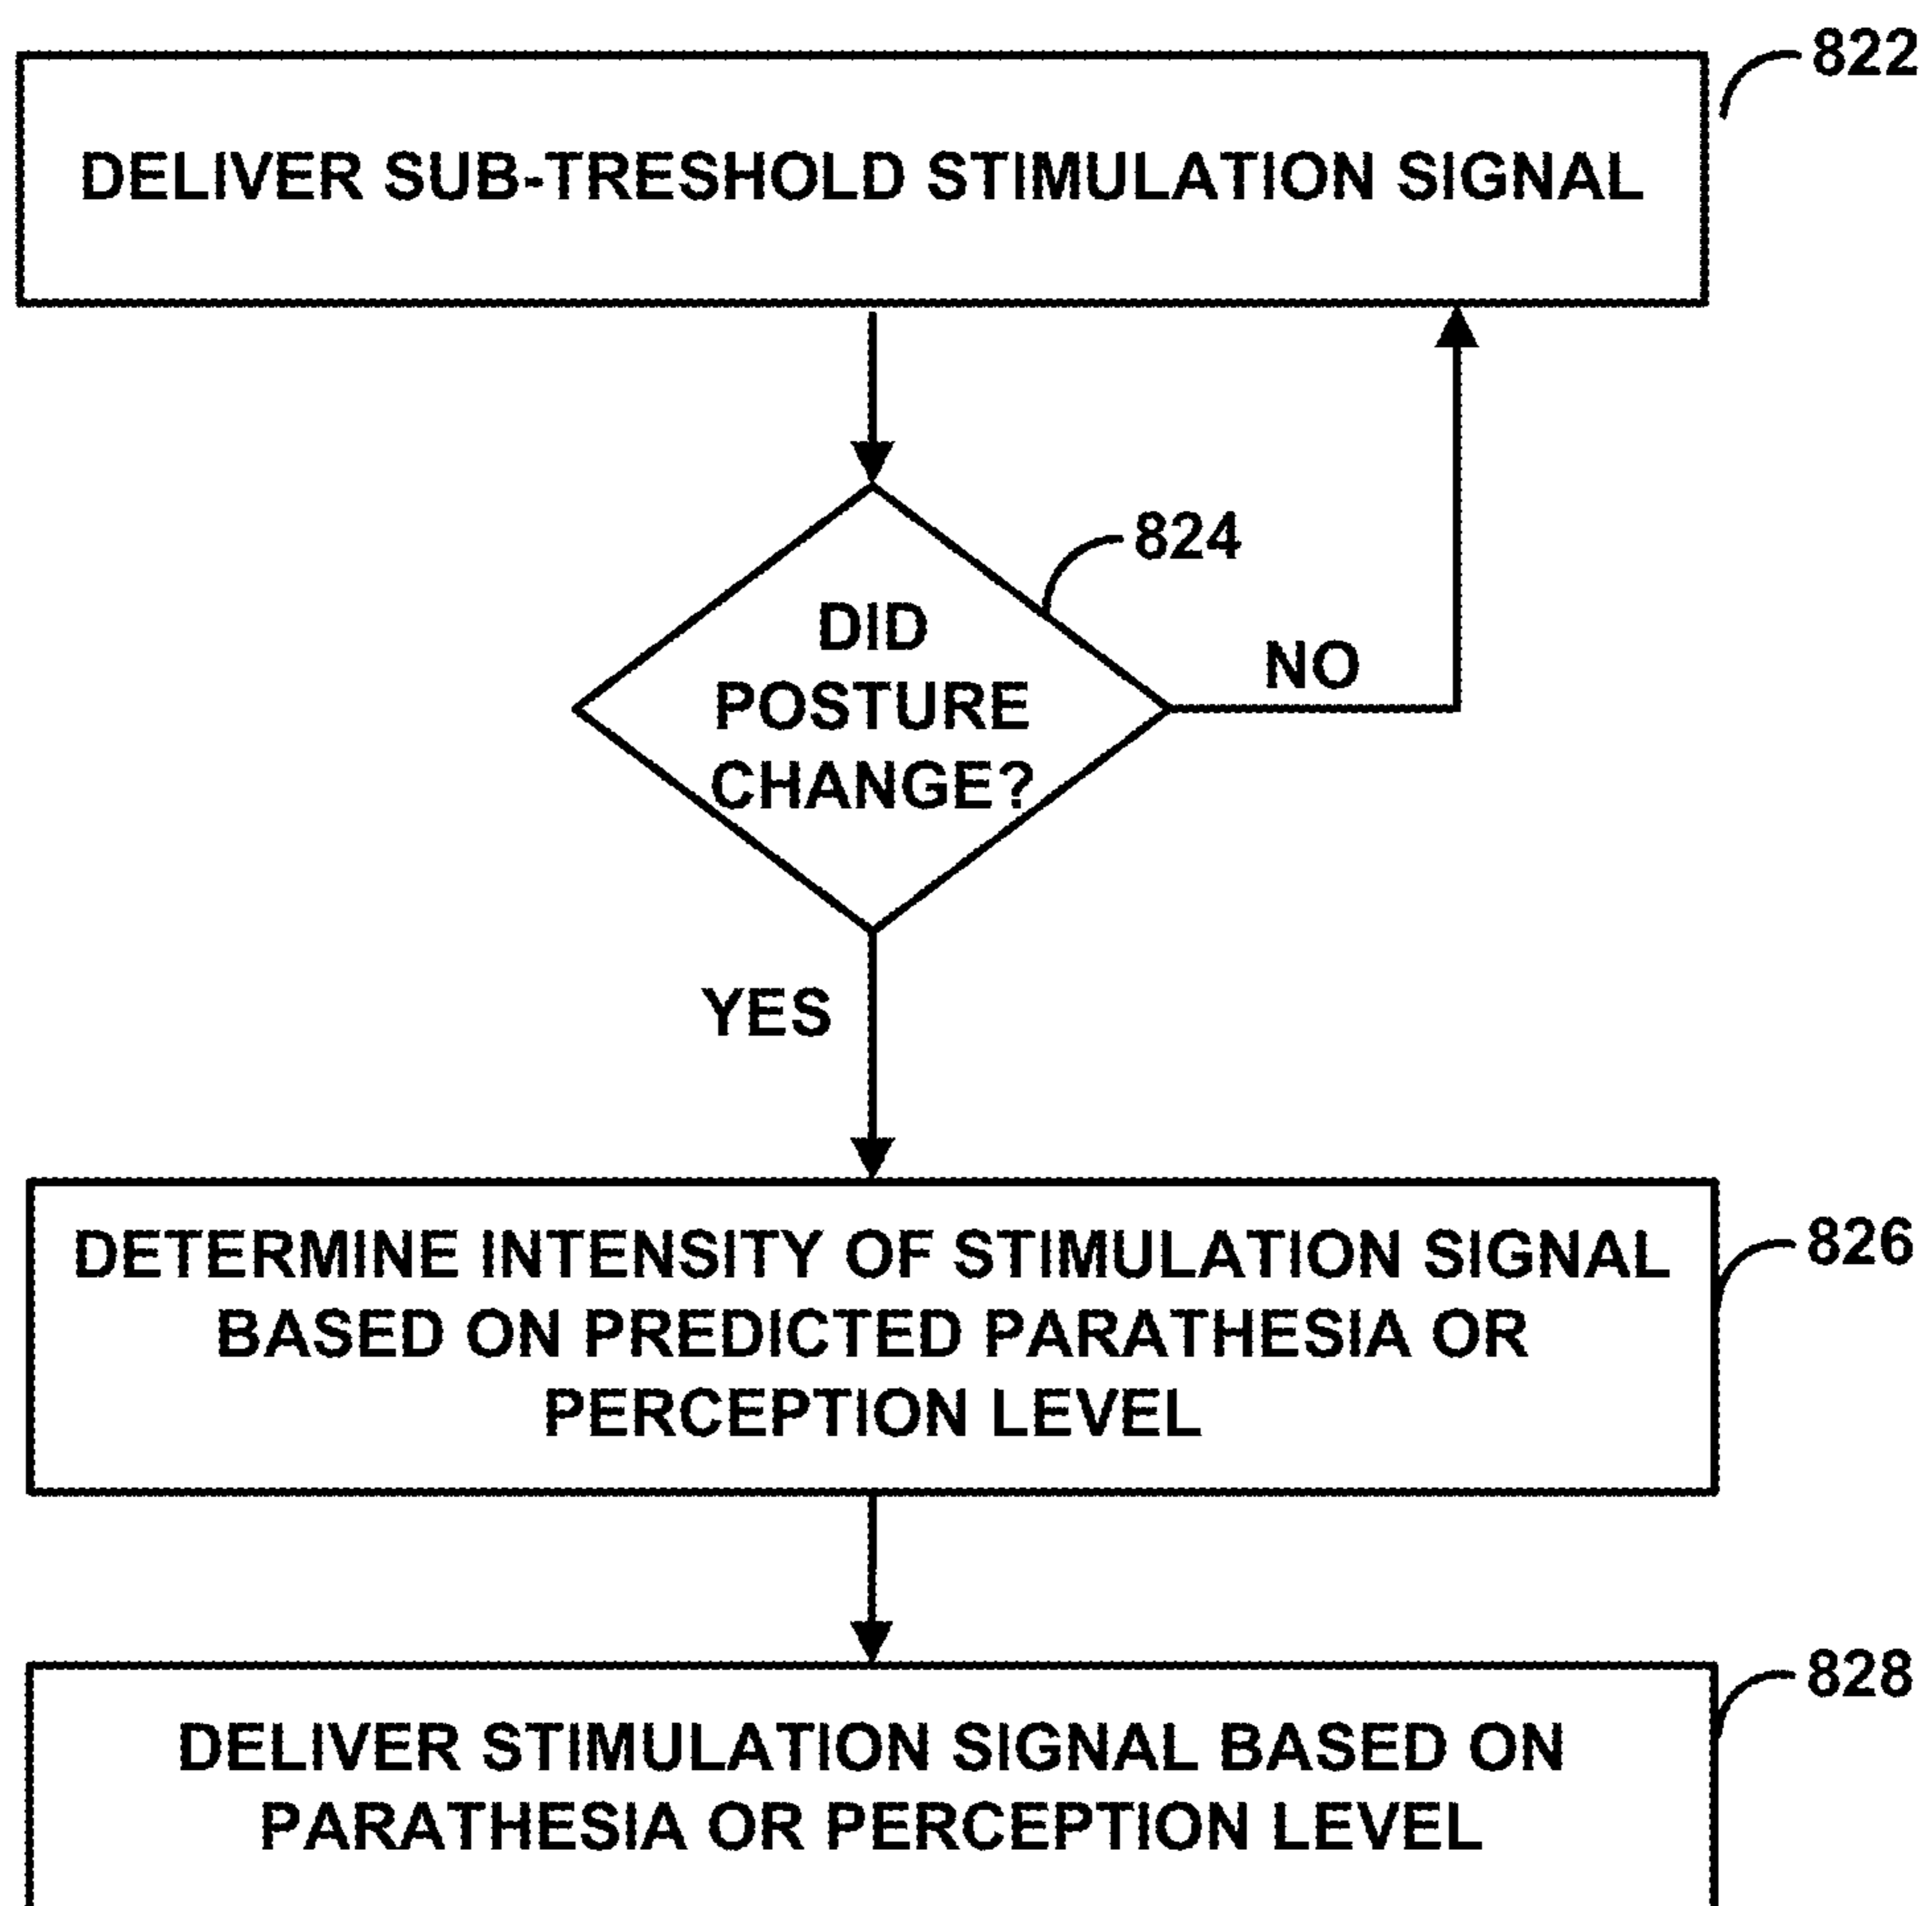 822
DELIVER SUB-TRESHOLD STIMULATION SIGNAL
824
DID
POSTURE
CHANGE?
NO
YES
826
DETERMINE INTENSITY OF STIMULATION SIGNAL
BASED ON PREDICTED PARATHESIA OR
PERCEPTION LEVEL
828
DELIVER STIMULATION SIGNAL BASED ON
PARATHESIA OR PERCEPTION LEVEL